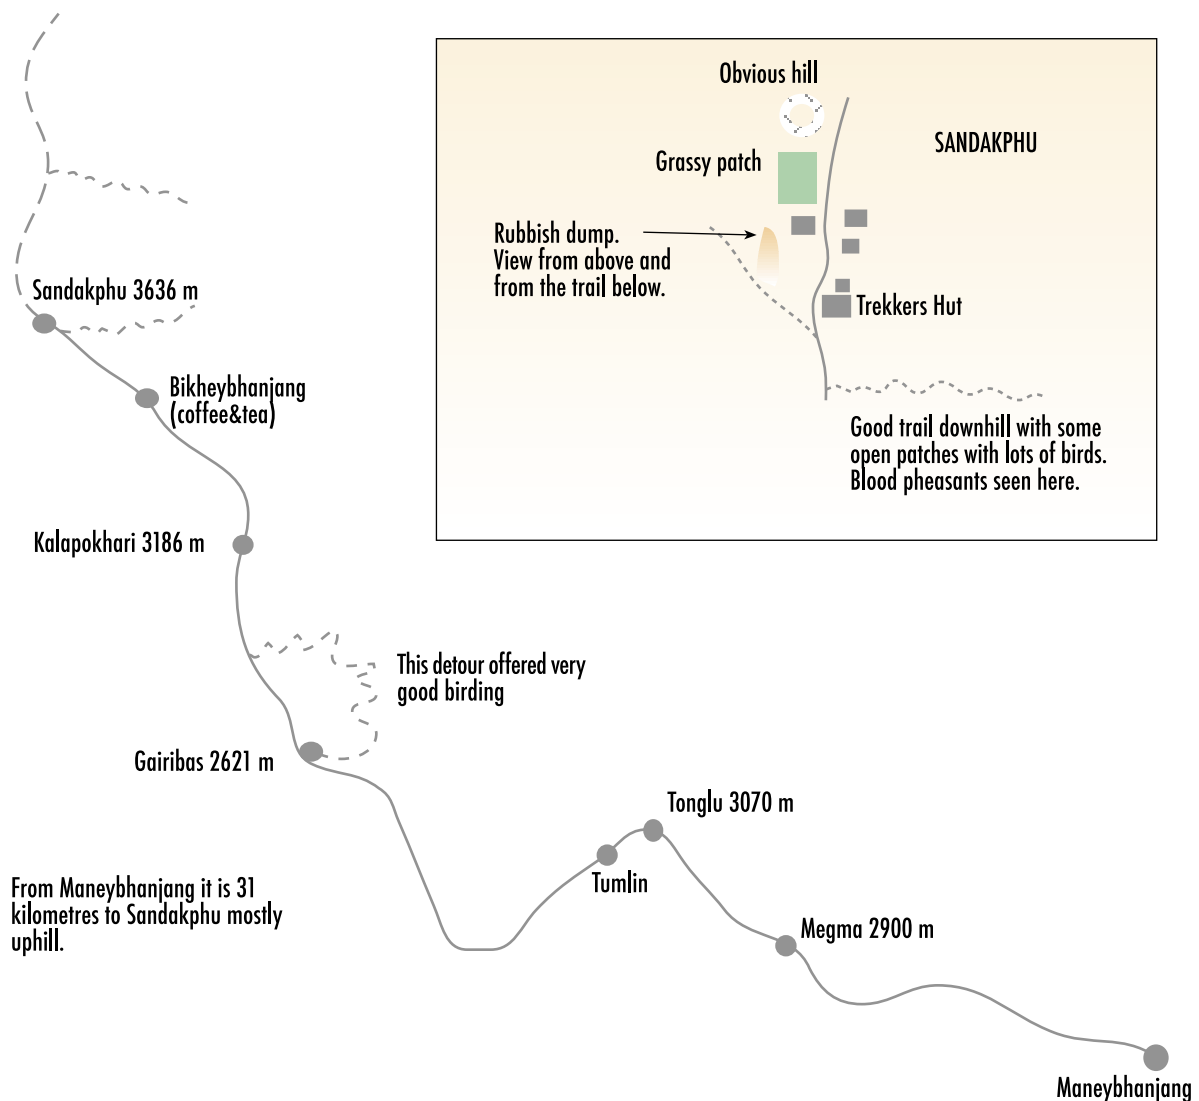 Obvious hill
SANDAKPHU
Grassy patch
Rubbish dump.
View from above and
from the trail below.
Trekkers Hut
Good trail downhill with some
open patches with lots of birds.
Blood pheasants seen here.
Sandakphu 3636 m
Bikheybhanjang
(coffee&tea)
Kalapokhari 3186 m
This detour offered very
good birding
Gairibas 2621 m
Tonglu 3070 m
Tumlin
From Maneybhanjang it is 31
kilometres to Sandakphu mostly
uphill.
Megma 2900 m
Maneybhanjang